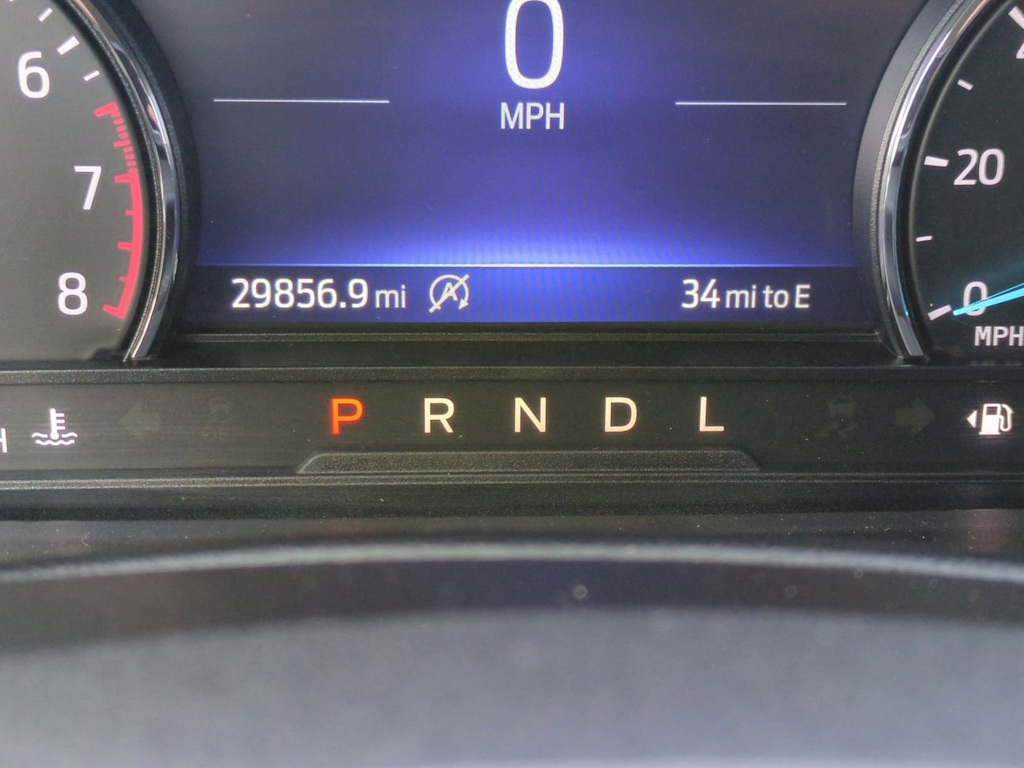 0
MPH
6
7
8
20
0
MPH
29856.9 mi
34 mi to E
H
P R N D L